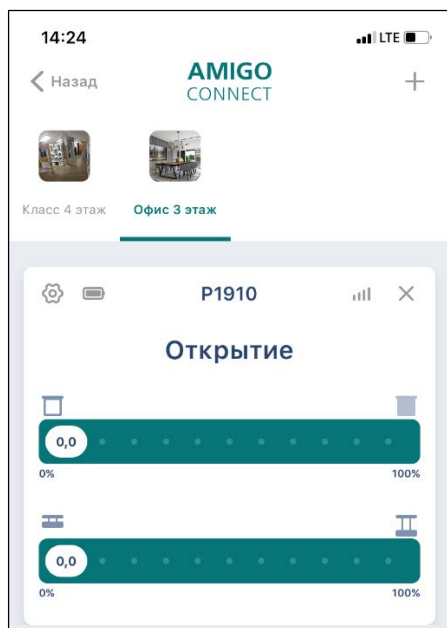 14:24
LTE
Назад
AMIGO
CONNECT
+
Класс 4 этаж
Офис 3 этаж
P1910
Открытие
0,0
0%
100%
0,0
0%
100%